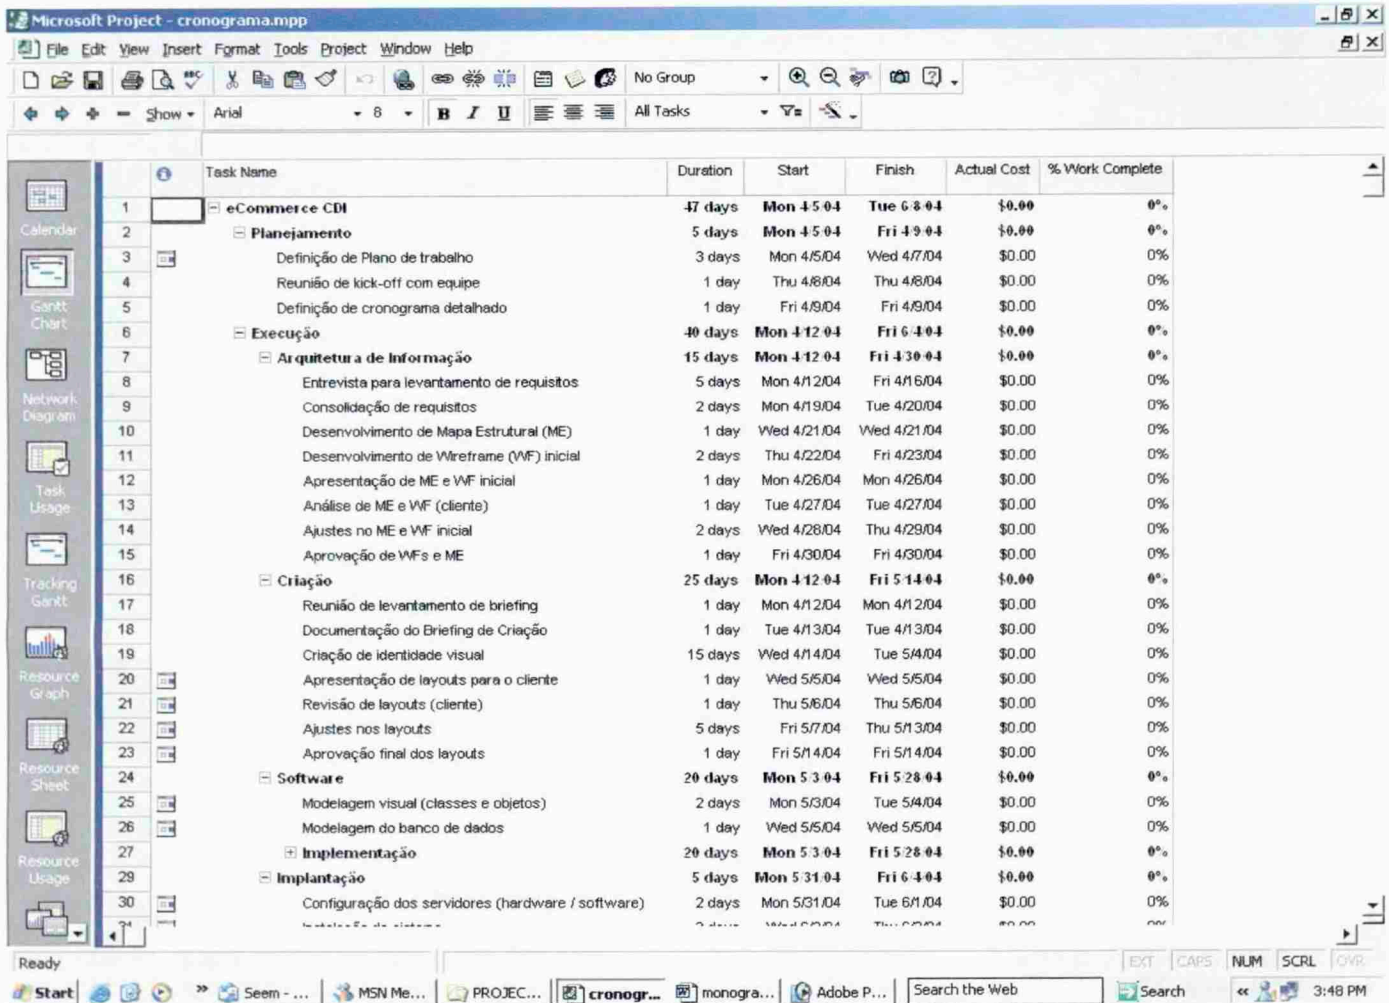 Microsoft Project - cronograma.mpp
File Edit View Insert Format Tools Project Window Help
No Group
Show Arial 8 B I U All Tasks
Task Name Duration Start Finish Actual Cost % Work Complete
1 eCommerce CDI 47 days Mon 4/5/04 Tue 6/8/04 $0.00 0%
2 Planejamento 5 days Mon 4/5/04 Fri 4/9/04 $0.00 0%
3 Definição de Plano de trabalho 3 days Mon 4/5/04 Wed 4/7/04 $0.00 0%
4 Reunião de kick-off com equipe 1 day Thu 4/8/04 Thu 4/8/04 $0.00 0%
5 Definição de cronograma detalhado 1 day Fri 4/9/04 Fri 4/9/04 $0.00 0%
6 Execução 40 days Mon 4/12/04 Fri 6/4/04 $0.00 0%
7 Arquitetura de Informação 15 days Mon 4/12/04 Fri 4/30/04 $0.00 0%
8 Entrevista para levantamento de requisitos 5 days Mon 4/12/04 Fri 4/16/04 $0.00 0%
9 Consolidação de requisitos 2 days Mon 4/19/04 Tue 4/20/04 $0.00 0%
10 Desenvolvimento de Mapa Estrutural (ME) 1 day Wed 4/21/04 Wed 4/21/04 $0.00 0%
11 Desenvolvimento de Wireframe (WF) inicial 2 days Thu 4/22/04 Fri 4/23/04 $0.00 0%
12 Apresentação de ME e WF inicial 1 day Mon 4/26/04 Mon 4/26/04 $0.00 0%
13 Análise de ME e WF (cliente) 1 day Tue 4/27/04 Tue 4/27/04 $0.00 0%
14 Ajustes no ME e WF inicial 2 days Wed 4/28/04 Thu 4/29/04 $0.00 0%
15 Aprovação de WFs e ME 1 day Fri 4/30/04 Fri 4/30/04 $0.00 0%
16 Criação 25 days Mon 4/12/04 Fri 5/14/04 $0.00 0%
17 Reunião de levantamento de briefing 1 day Mon 4/12/04 Mon 4/12/04 $0.00 0%
18 Documentação do Briefing de Criação 1 day Tue 4/13/04 Tue 4/13/04 $0.00 0%
19 Criação de identidade visual 15 days Wed 4/14/04 Tue 5/4/04 $0.00 0%
20 Apresentação de layouts para o cliente 1 day Wed 5/5/04 Wed 5/5/04 $0.00 0%
21 Revisão de layouts (cliente) 1 day Thu 5/6/04 Thu 5/6/04 $0.00 0%
22 Ajustes nos layouts 5 days Fri 5/7/04 Thu 5/13/04 $0.00 0%
23 Aprovação final dos layouts 1 day Fri 5/14/04 Fri 5/14/04 $0.00 0%
24 Software 20 days Mon 5/3/04 Fri 5/28/04 $0.00 0%
25 Modelagem visual (classes e objetos) 2 days Mon 5/3/04 Tue 5/4/04 $0.00 0%
26 Modelagem do banco de dados 1 day Wed 5/5/04 Wed 5/5/04 $0.00 0%
27 Implementação 20 days Mon 5/3/04 Fri 5/28/04 $0.00 0%
29 Implantação 5 days Mon 5/31/04 Fri 6/4/04 $0.00 0%
30 Configuração dos servidores (hardware / software) 2 days Mon 5/31/04 Tue 6/1/04 $0.00 0%
Calendar
Gantt
Chart
Network
Diagram
Task
Usage
Tracking
Gantt
Resource
Graph
Resource
Sheet
Resource
Usage
Ready EXT CAPS NUM SCRL OVR
Start » Seem - ... MSN Me... PROJEC... cronogr... monogra... Adobe P... Search the Web Search « 3:48 PM